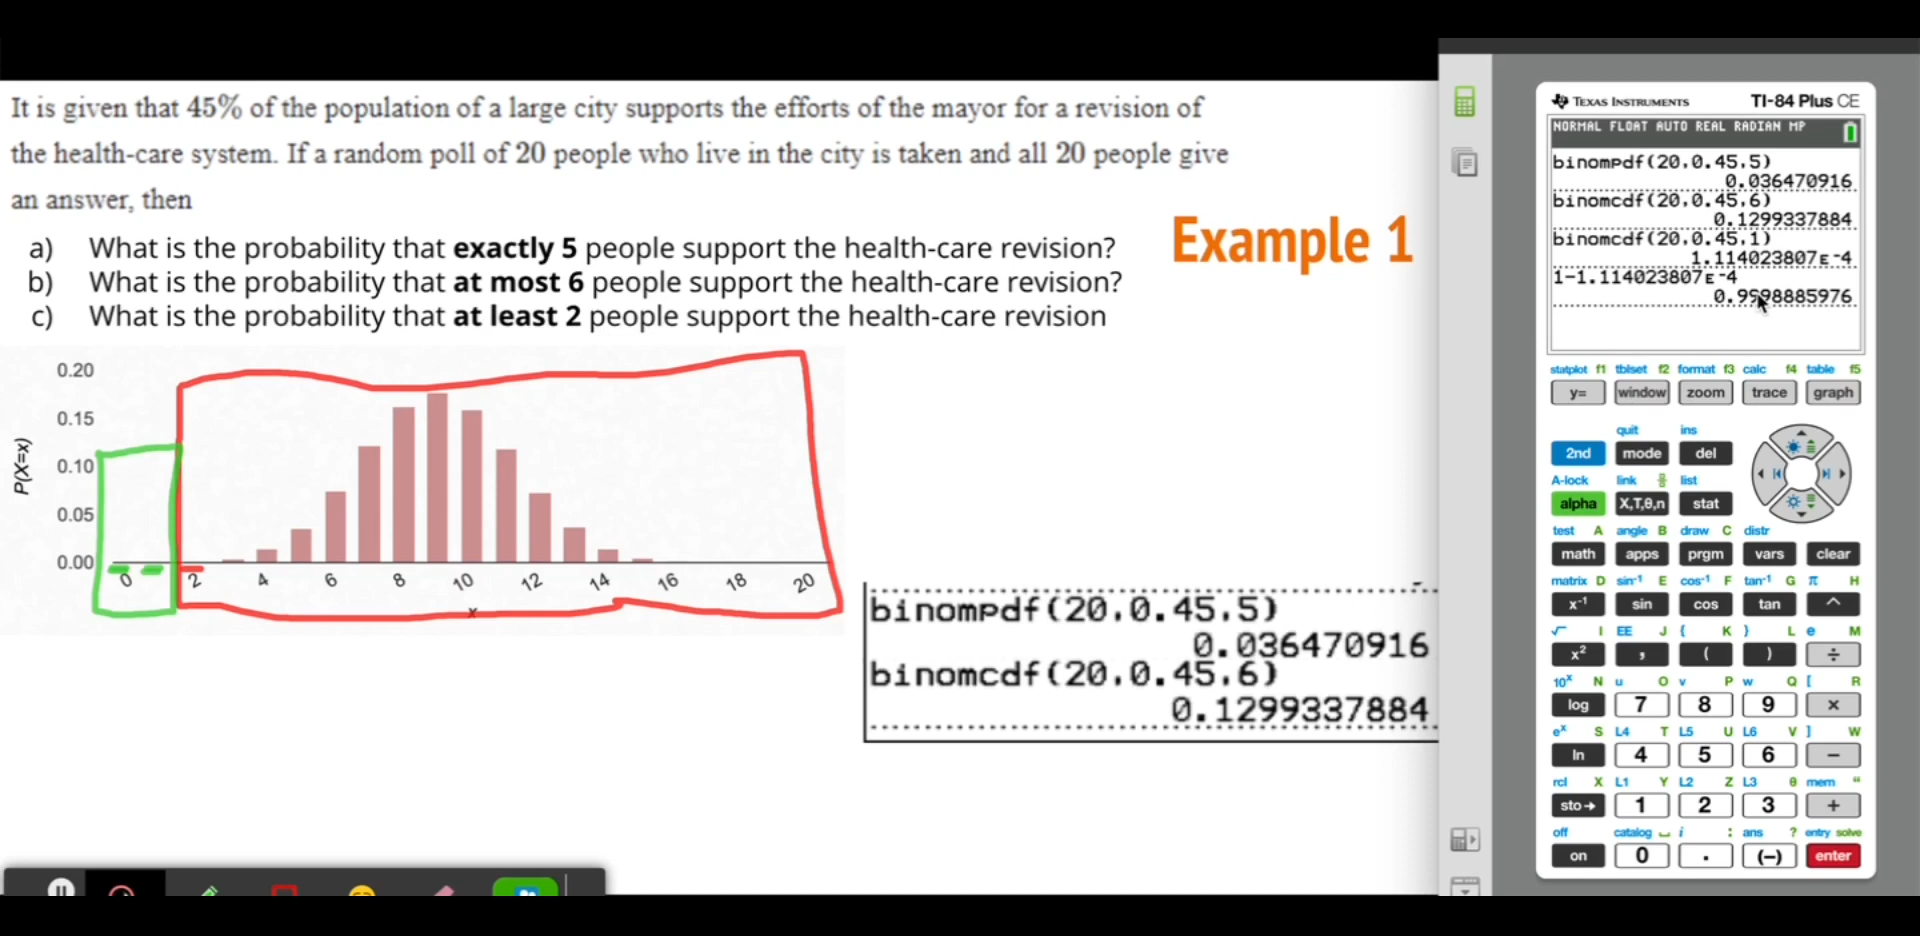 It is given that 45% of the population of a large city supports the efforts of the mayor for a revision of
the health-care system. If a random poll of 20 people who live in the city is taken and all 20 people give
an answer, then
a) What is the probability that exactly 5 people support the health-care revision?
b) What is the probability that at most 6 people support the health-care revision?
c) What is the probability that at least 2 people support the health-care revision
Example 1
0.20
0.15
0.10
0.05
0.00
P(X=x)
0 2 4 6 8 10 12 14 16 18 20
x
binompdf(20,0.45,5)
0.036470916
binomcdf(20,0.45,6)
0.1299337884
TEXAS INSTRUMENTS TI-84 Plus CE
NORMAL FLOAT AUTO REAL RADIAN MP
binompdf(20,0.45,5)
0.036470916
binomcdf(20,0.45,6)
0.1299337884
binomcdf(20,0.45,1)
1.114023807E-4
1-1.114023807E-4
0.9998885976
statplot f1 tblset f2 format f3 calc f4 table f5
y= window zoom trace graph
quit ins
2nd mode del
A-lock link list
alpha X,T,θ,n stat
test A angle B draw C distr
math apps prgm vars clear
matrix D sin⁻¹ E cos⁻¹ F tan⁻¹ G π H
x⁻¹ sin cos tan ^
√ I EE J { K } L e M
x² , ( ) ÷
10ˣ N u O v P w Q [ R
log 7 8 9 ×
eˣ S L4 T L5 U L6 V ] W
ln 4 5 6 −
rcl X L1 Y L2 Z L3 θ mem “
sto→ 1 2 3 +
off catalog ⎵ i : ans ? entry solve
on 0 . (−) enter